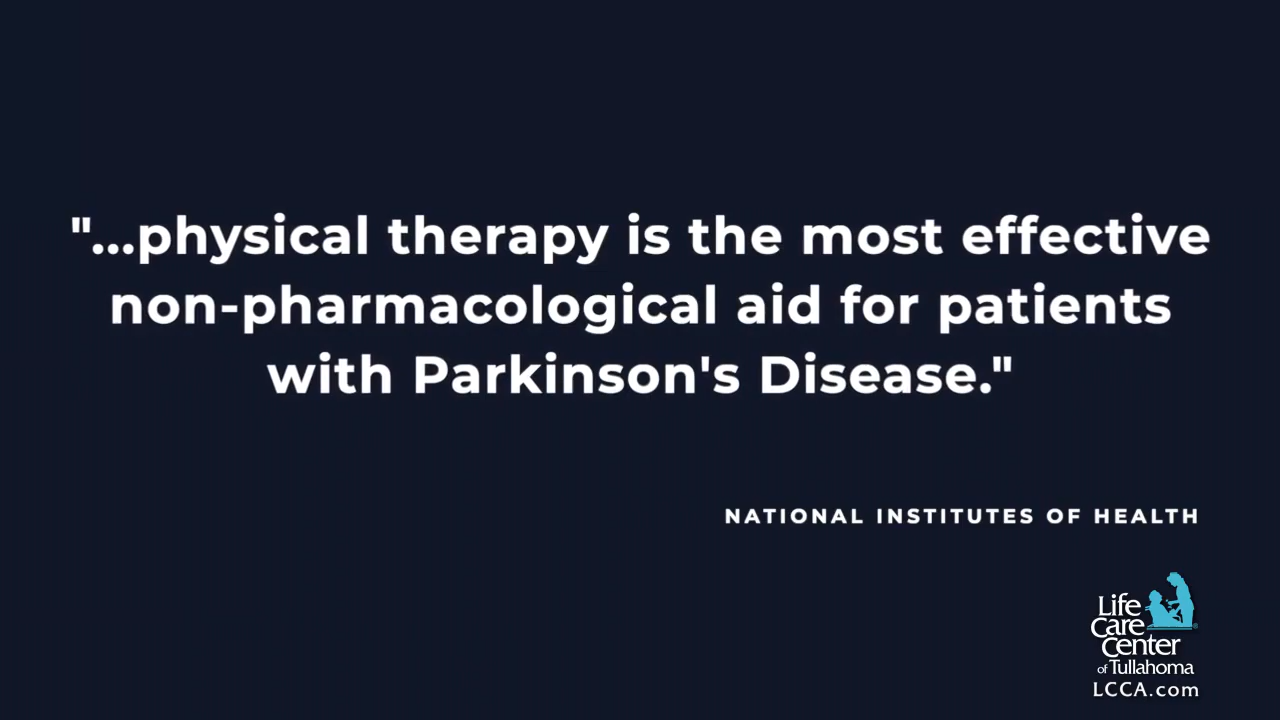 "...physical therapy is the most effective
non-pharmacological aid for patients
with Parkinson's Disease."
NATIONAL INSTITUTES OF HEALTH
Life
Care
Center
of Tullahoma
LCCA.com